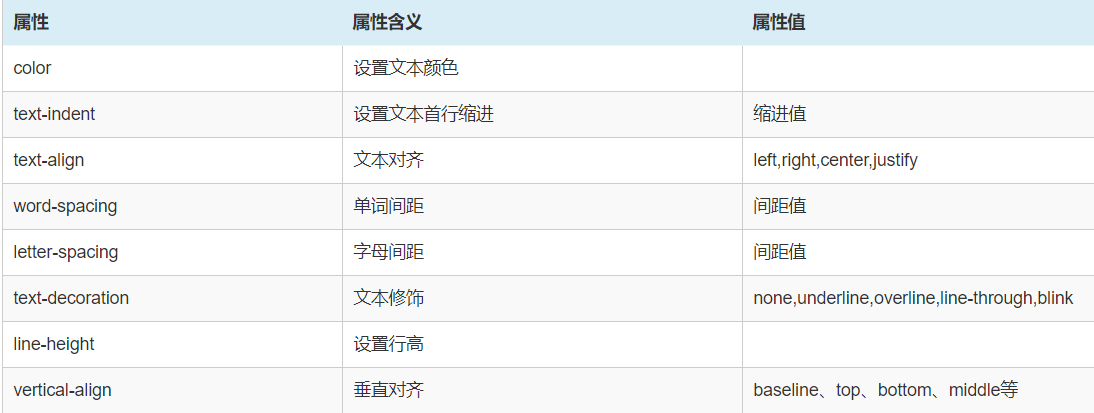 属性 属性含义 属性值
color 设置文本颜色
text-indent 设置文本首行缩进 缩进值
text-align 文本对齐 left,right,center,justify
word-spacing 单词间距 间距值
letter-spacing 字母间距 间距值
text-decoration 文本修饰 none,underline,overline,line-through,blink
line-height 设置行高
vertical-align 垂直对齐 baseline、top、bottom、middle等